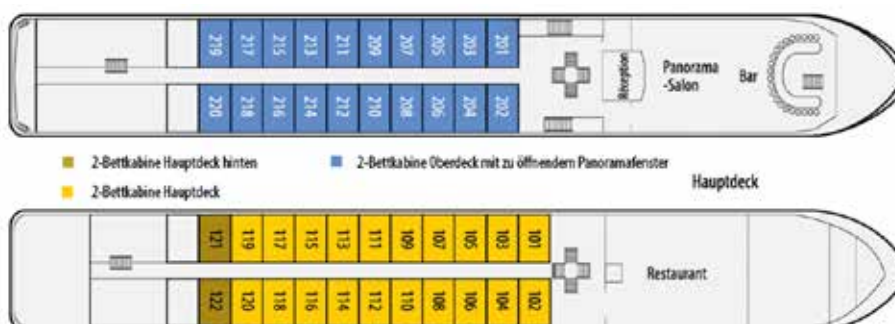 219 217 215 213 211 209 207 205 203 201
Réception
Panorama
-Salon
Bar
220 218 216 214 212 210 208 206 204 202
2-Bettkabine Hauptdeck hinten
2-Bettkabine Oberdeck mit zu öffnendem Panoramafenster
2-Bettkabine Hauptdeck
Hauptdeck
121 119 117 115 113 111 109 107 105 103 101
Restaurant
122 120 118 116 114 112 110 108 106 104 102